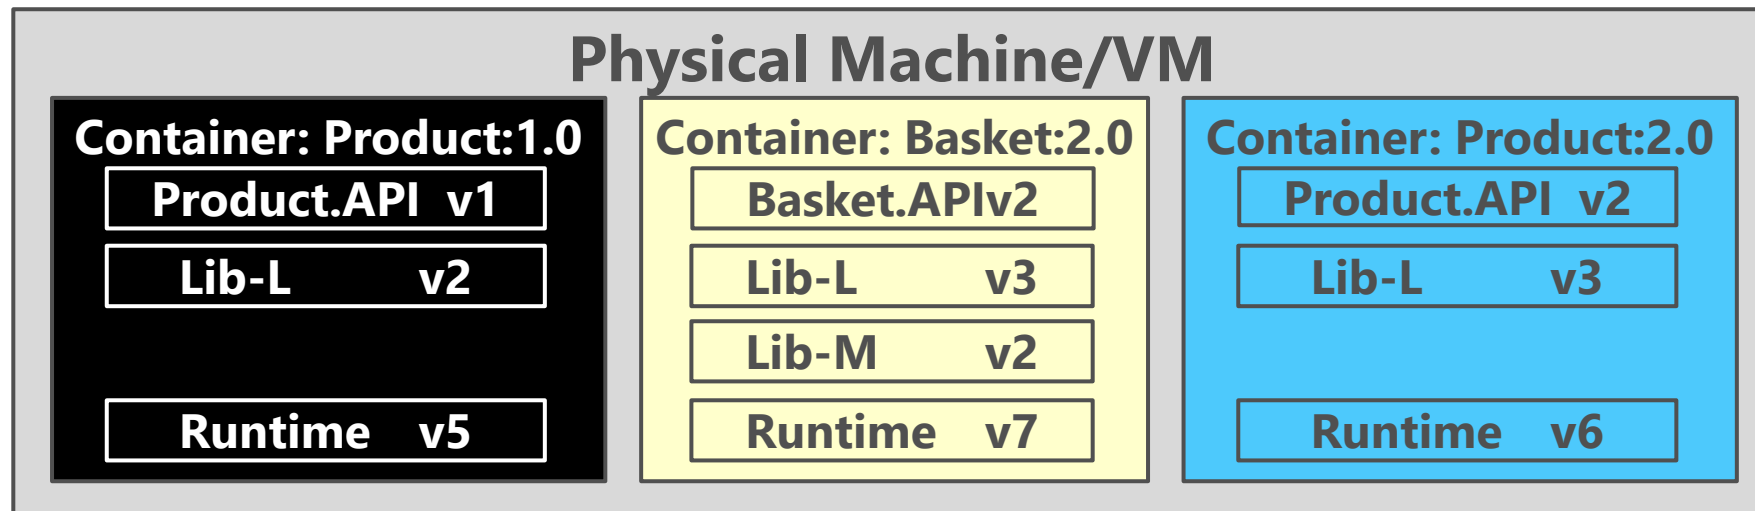 Physical Machine/VM
Container: Product:1.0
Product.API v1
Lib-L v2
Runtime v5
Container: Basket:2.0
Basket.APIv2
Lib-L v3
Lib-M v2
Runtime v7
Container: Product:2.0
Product.API v2
Lib-L v3
Runtime v6